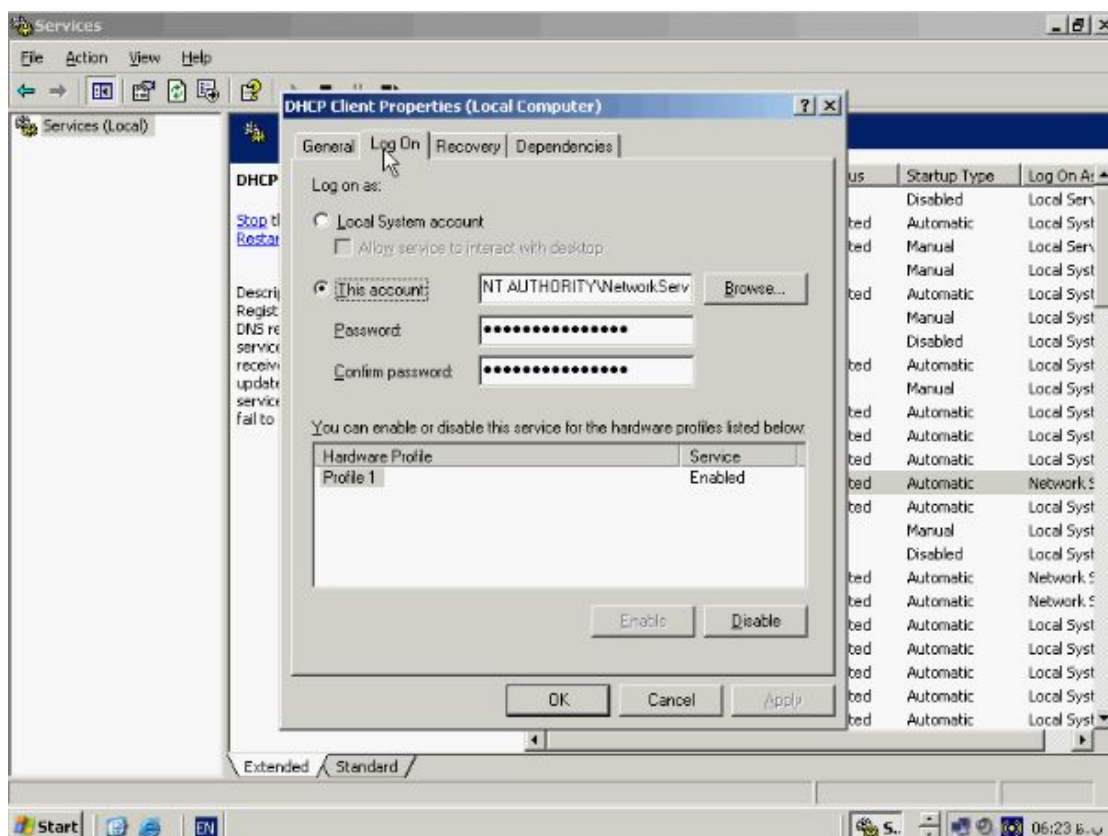 Services
File Action View Help
Services (Local)
DHCP Client Properties (Local Computer)
General Log On Recovery Dependencies
Log on as:
Local System account
Allow service to interact with desktop
This account:
NT AUTHORITY\NetworkServ
Browse...
Password:
Confirm password:
You can enable or disable this service for the hardware profiles listed below:
Hardware Profile Service
Profile 1 Enabled
Enable Disable
OK Cancel Apply
DHCP
Stop t
Restar
Descrip
Regist
DNS re
service
receiv
update
service
fail to
us Startup Type Log On As
Disabled Local Serv
ted Automatic Local Syst
ted Manual Local Serv
Manual Local Syst
ted Automatic Local Syst
Manual Local Syst
Disabled Local Syst
ted Automatic Local Syst
Manual Local Syst
ted Automatic Local Syst
ted Automatic Local Syst
ted Automatic Local Syst
ted Automatic Network S
ted Automatic Local Syst
Manual Local Syst
Disabled Local Syst
ted Automatic Network S
ted Automatic Network S
ted Automatic Local Syst
ted Automatic Local Syst
ted Automatic Local Syst
ted Automatic Local Syst
ted Automatic Local Syst
Extended Standard
Start EN S.. 06:23